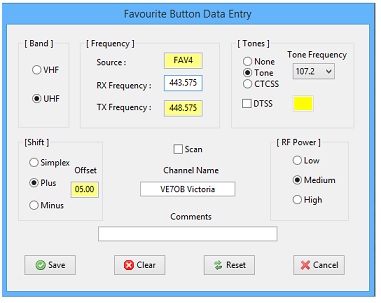 Favourite Button Data Entry
[ Band ]
VHF
UHF
[ Frequency ]
Source : FAV4
RX Frequency : 443.575
TX Frequency : 448.575
[ Tones ]
None
Tone
CTCSS
Tone Frequency
107.2
DTSS
[Shift ]
Simplex
Plus
Minus
Offset
05.00
Scan
Channel Name
VE7OB Victoria
[ RF Power ]
Low
Medium
High
Comments
Save Clear Reset Cancel